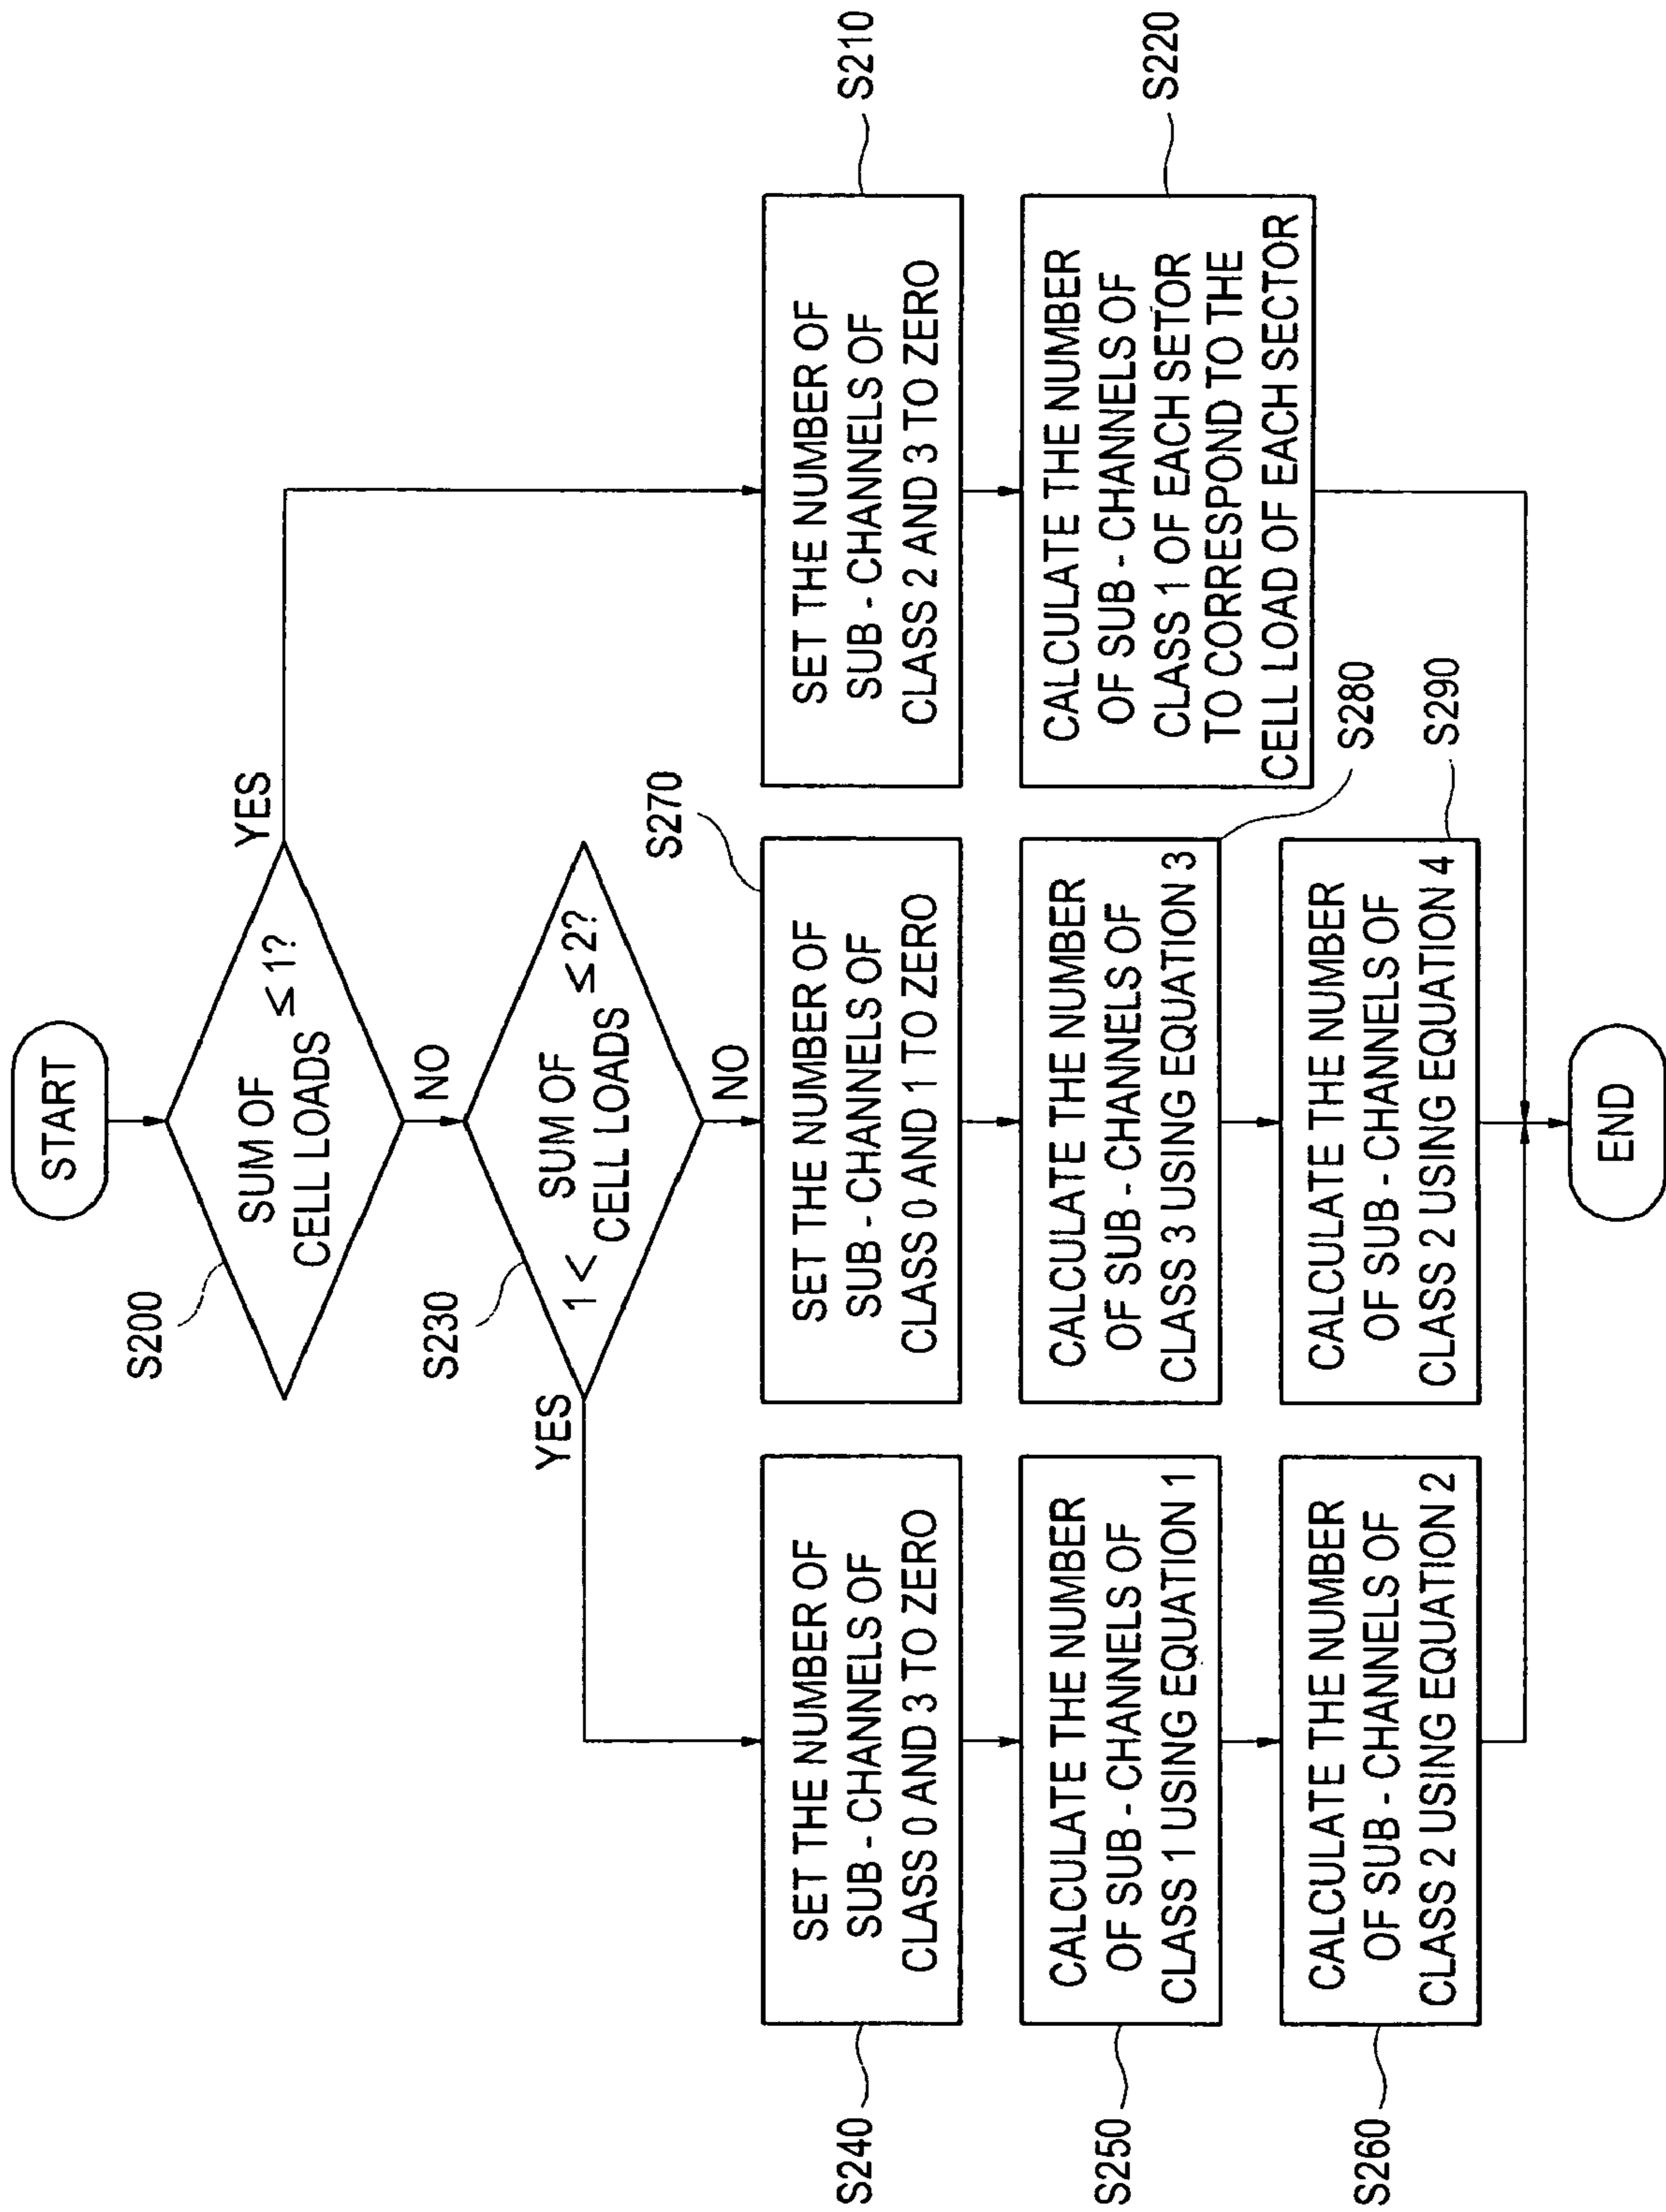 START
SUM OF
CELL LOADS ≤ 1?
S200
YES
NO
SUM OF
1 < CELL LOADS ≤ 2?
S230
YES
NO
SET THE NUMBER OF
SUB - CHANNELS OF
CLASS 2 AND 3 TO ZERO
S210
CALCULATE THE NUMBER
OF SUB - CHANNELS OF
CLASS 1 OF EACH SETOR
TO CORRESPOND TO THE
CELL LOAD OF EACH SECTOR
S220
SET THE NUMBER OF
SUB - CHANNELS OF
CLASS 0 AND 3 TO ZERO
S240
CALCULATE THE NUMBER
OF SUB - CHANNELS OF
CLASS 1 USING EQUATION 1
S250
CALCULATE THE NUMBER
OF SUB - CHANNELS OF
CLASS 2 USING EQUATION 2
S260
SET THE NUMBER OF
SUB - CHANNELS OF
CLASS 0 AND 1 TO ZERO
S270
CALCULATE THE NUMBER
OF SUB - CHANNELS OF
CLASS 3 USING EQUATION 3
S280
CALCULATE THE NUMBER
OF SUB - CHANNELS OF
CLASS 2 USING EQUATION 4
S290
END